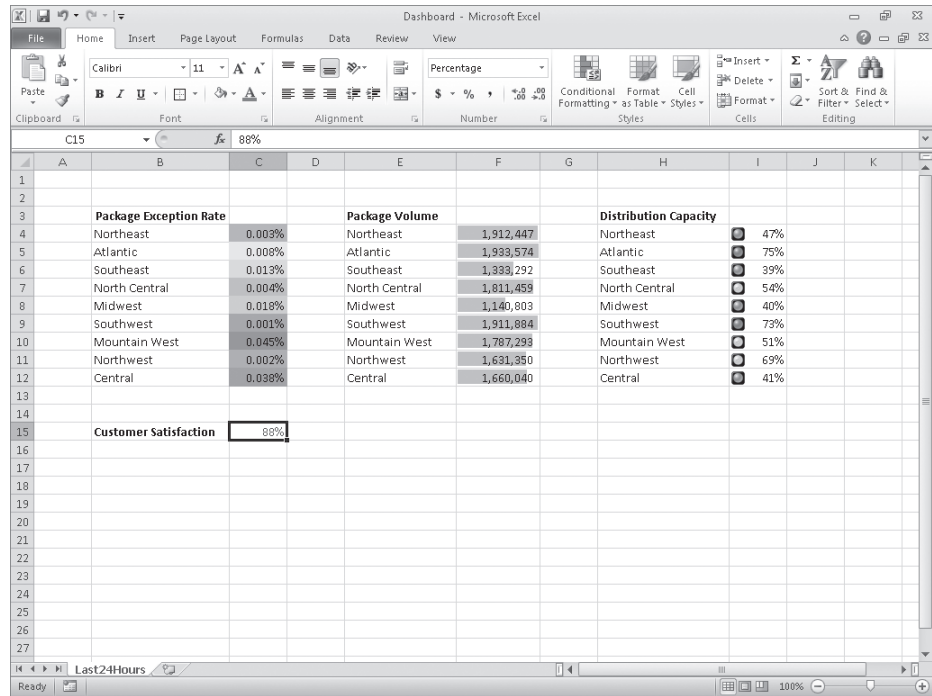 Dashboard - Microsoft Excel
File Home Insert Page Layout Formulas Data Review View
Paste
Clipboard
Calibri 11 A A
B I U A
Font
Alignment
Percentage
$ % , .0 .00 .00 .0
Number
Conditional Formatting
Format as Table
Cell Styles
Styles
Insert
Delete
Format
Cells
Σ
Sort & Filter
Find & Select
Editing
C15 fx 88%
A B C D E F G H I J K
1
2
3 Package Exception Rate Package Volume Distribution Capacity
4 Northeast 0.003% Northeast 1,912,447 Northeast 47%
5 Atlantic 0.008% Atlantic 1,933,574 Atlantic 75%
6 Southeast 0.013% Southeast 1,333,292 Southeast 39%
7 North Central 0.004% North Central 1,811,459 North Central 54%
8 Midwest 0.018% Midwest 1,140,803 Midwest 40%
9 Southwest 0.001% Southwest 1,911,884 Southwest 73%
10 Mountain West 0.045% Mountain West 1,787,293 Mountain West 51%
11 Northwest 0.002% Northwest 1,631,350 Northwest 69%
12 Central 0.038% Central 1,660,040 Central 41%
13
14
15 Customer Satisfaction 88%
16
17
18
19
20
21
22
23
24
25
26
27
Last24Hours
Ready 100%